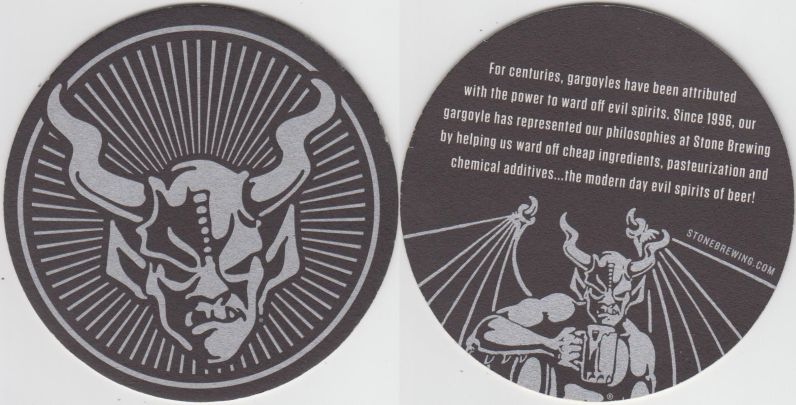 For centuries, gargoyles have been attributed
with the power to ward off evil spirits. Since 1996, our
gargoyle has represented our philosophies at Stone Brewing
by helping us ward off cheap ingredients, pasteurization and
chemical additives...the modern day evil spirits of beer!
STONEBREWING.COM
®